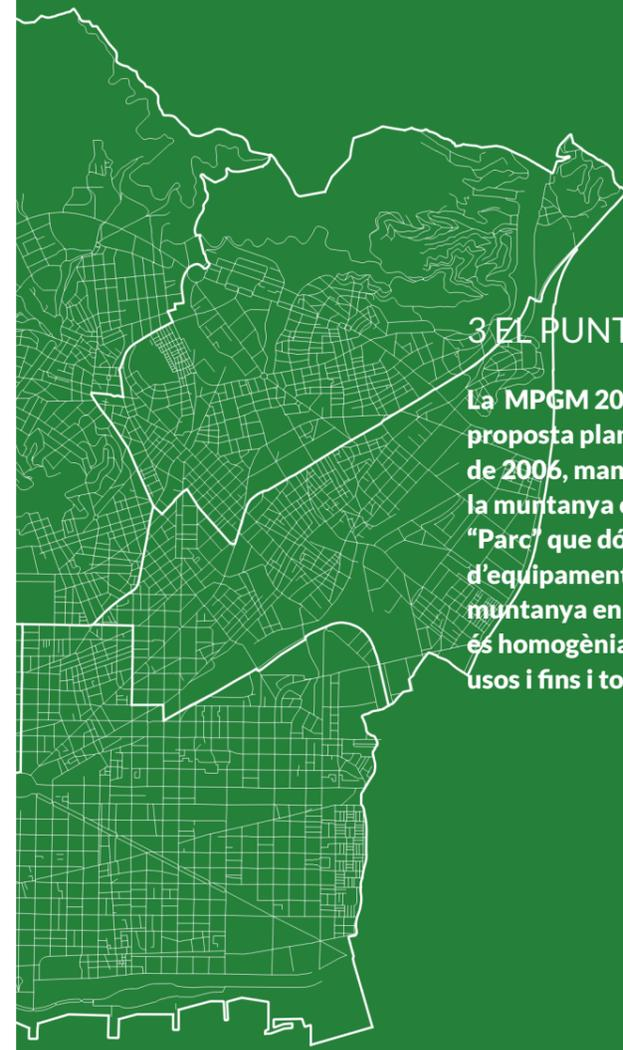 3 EL PUNT
La MPGM 20
proposta plan
de 2006, man
la muntanya
“Parc” que dó
d’equipament
muntanya en
és homogènia
usos i fins i to